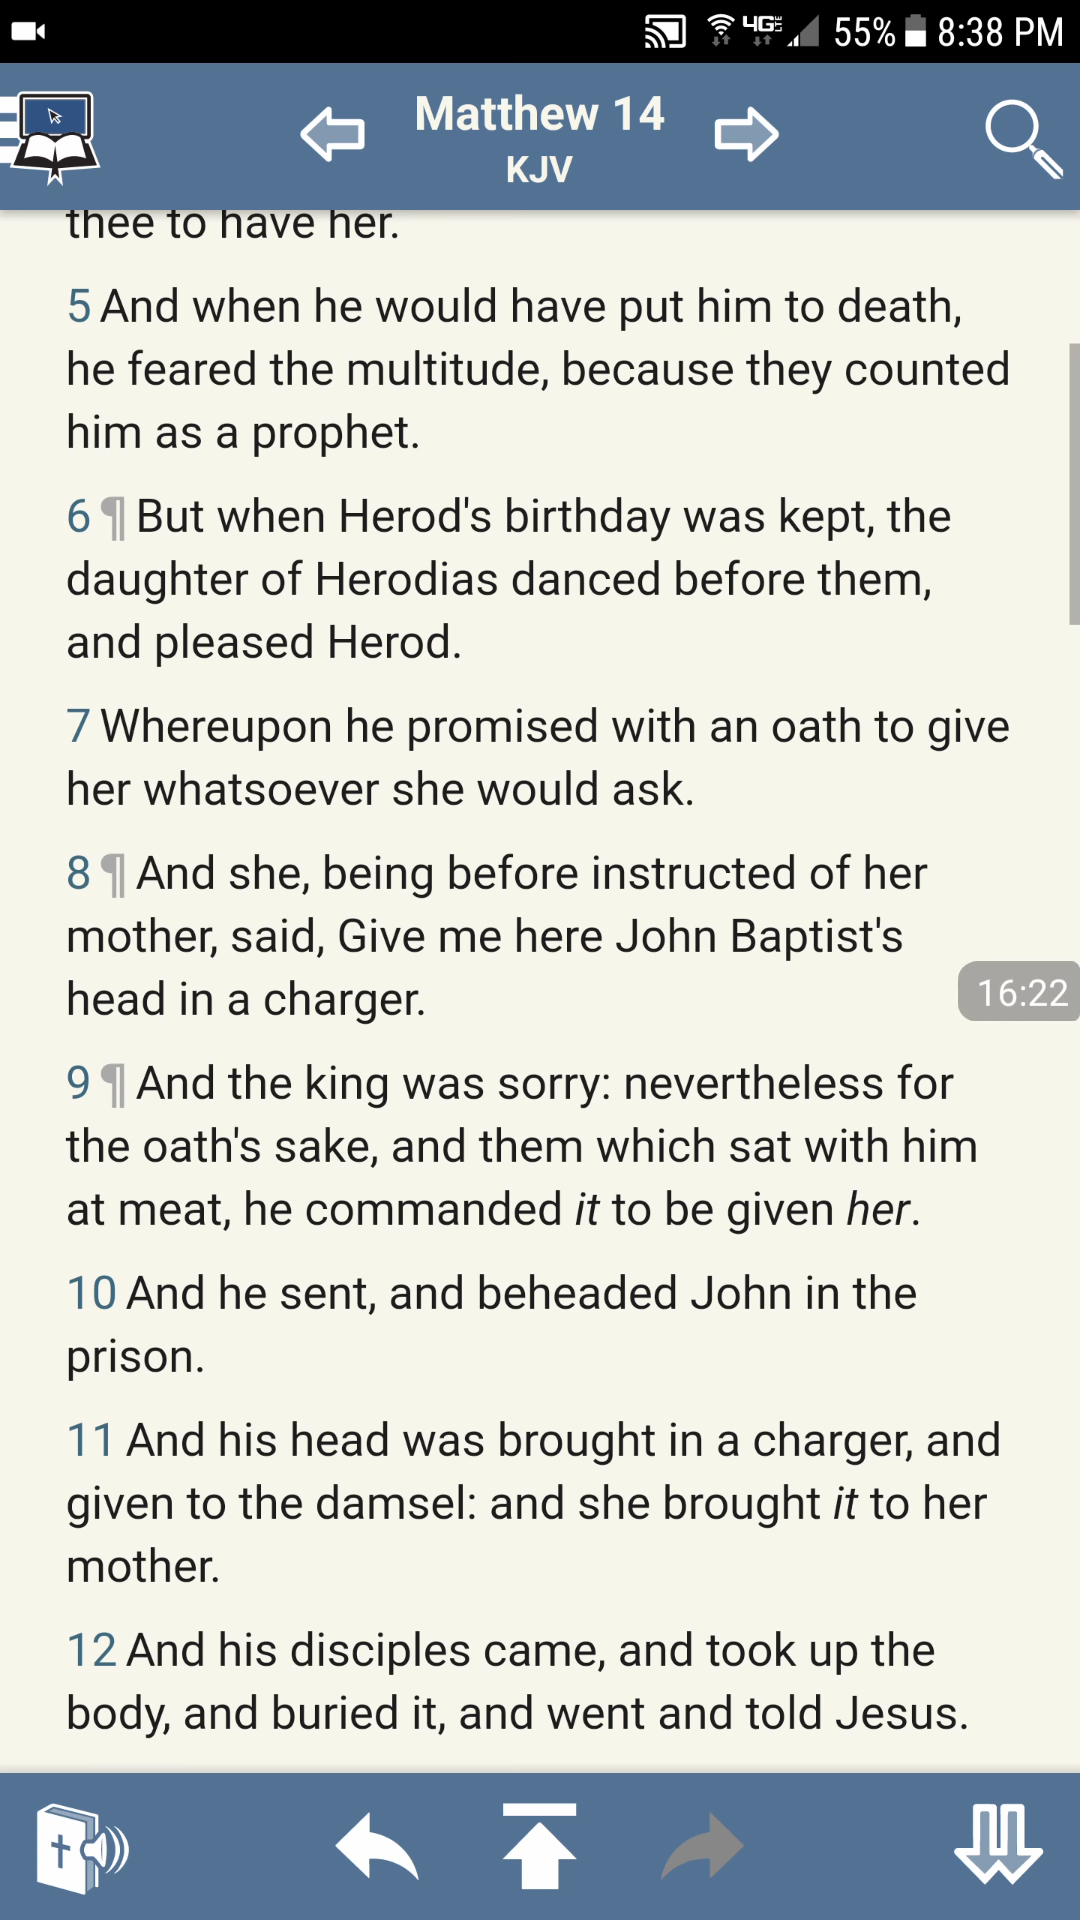 4G LTE 55% 8:38 PM
Matthew 14
KJV
thee to have her.
5 And when he would have put him to death,
he feared the multitude, because they counted
him as a prophet.
6 ¶ But when Herod's birthday was kept, the
daughter of Herodias danced before them,
and pleased Herod.
7 Whereupon he promised with an oath to give
her whatsoever she would ask.
8 ¶ And she, being before instructed of her
mother, said, Give me here John Baptist's
head in a charger.
16:22
9 ¶ And the king was sorry: nevertheless for
the oath's sake, and them which sat with him
at meat, he commanded it to be given her.
10 And he sent, and beheaded John in the
prison.
11 And his head was brought in a charger, and
given to the damsel: and she brought it to her
mother.
12 And his disciples came, and took up the
body, and buried it, and went and told Jesus.